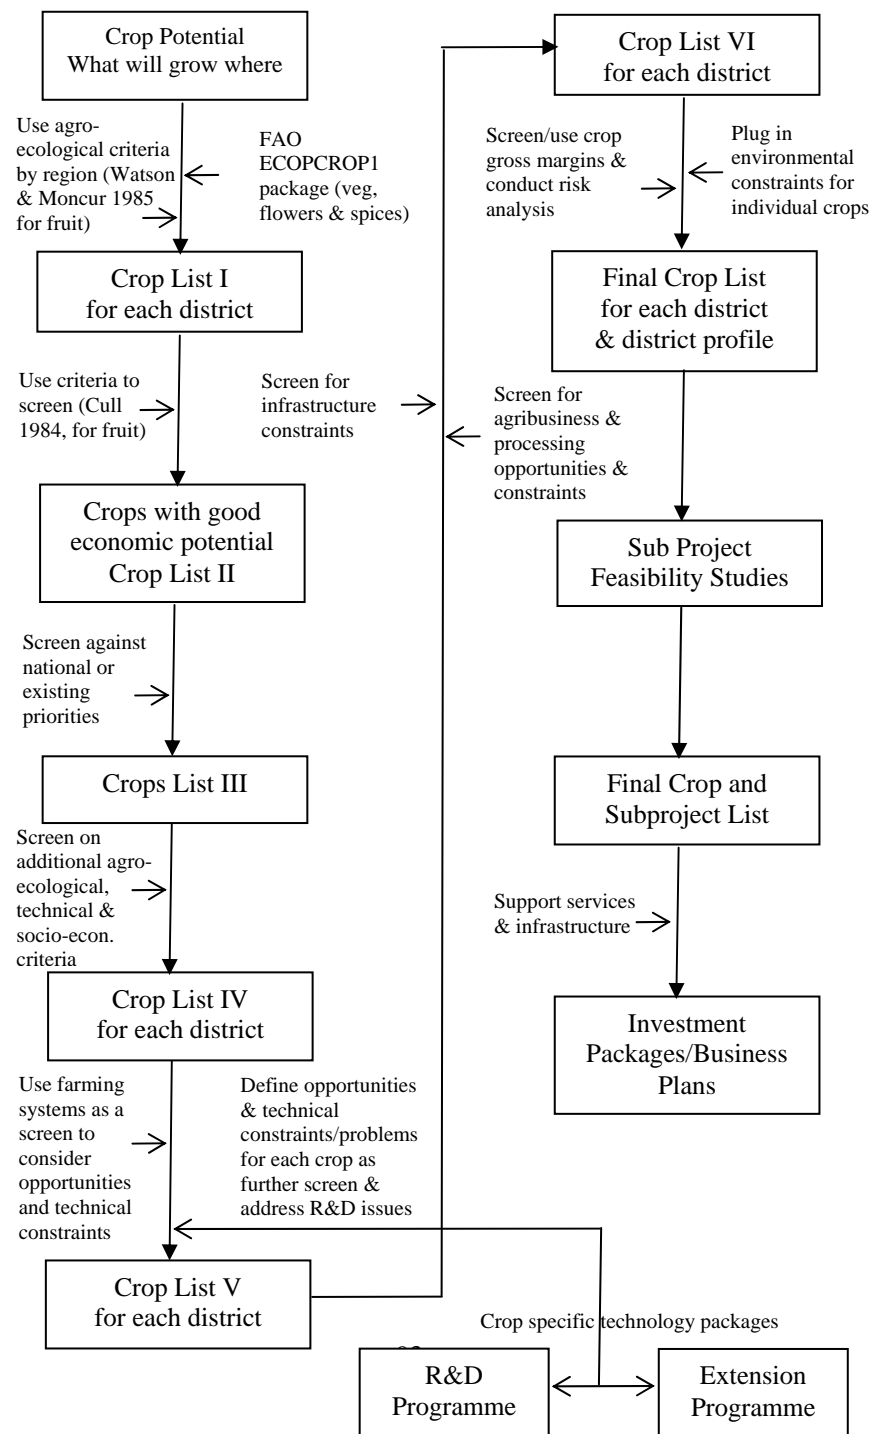 Crop Potential
What will grow where
Use agro-
ecological criteria
by region (Watson
& Moncur 1985
for fruit)
FAO
ECOPCROP1
package (veg,
flowers & spices)
Crop List I
for each district
Use criteria to
screen (Cull
1984, for fruit)
Crops with good
economic potential
Crop List II
Screen against
national or
existing
priorities
Crops List III
Screen on
additional agro-
ecological,
technical &
socio-econ.
criteria
Crop List IV
for each district
Use farming
systems as a
screen to
consider
opportunities
and technical
constraints
Define opportunities
& technical
constraints/problems
for each crop as
further screen &
address R&D issues
Crop List V
for each district
Screen for
infrastructure
constraints
Screen for
agribusiness &
processing
opportunities &
constraints
Crop List VI
for each district
Screen/use crop
gross margins &
conduct risk
analysis
Plug in
environmental
constraints for
individual crops
Final Crop List
for each district
& district profile
Sub Project
Feasibility Studies
Final Crop and
Subproject List
Support services
& infrastructure
Investment
Packages/Business
Plans
Crop specific technology packages
R&D
Programme
Extension
Programme